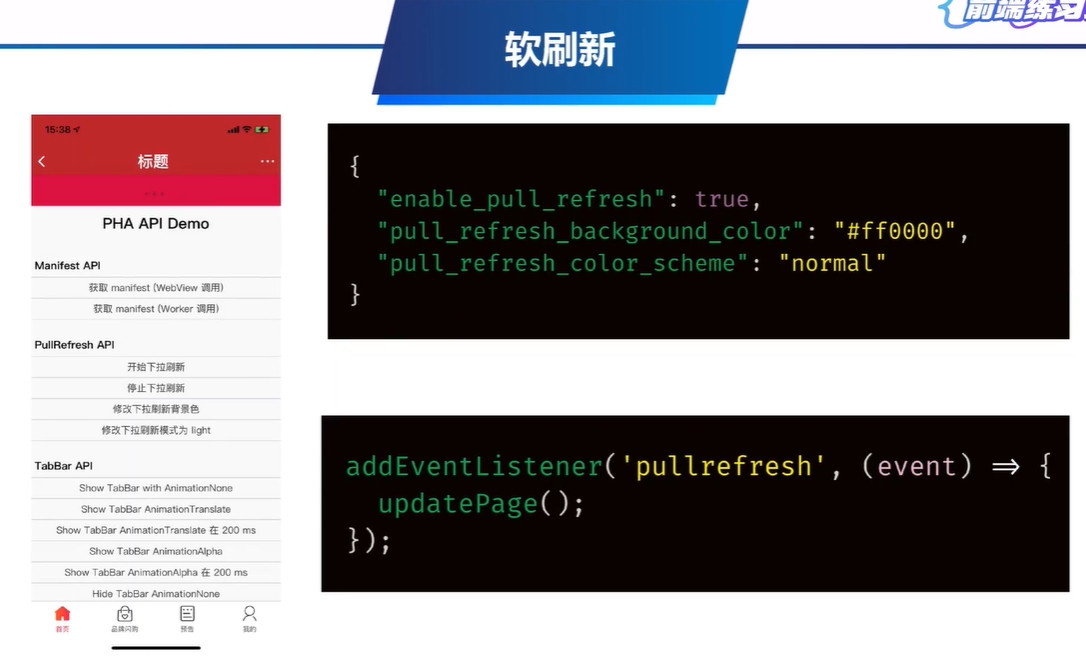 前端练习
软刷新
15:38
标题
PHA API Demo
Manifest API
获取 manifest (WebView 调用)
获取 manifest (Worker 调用)
PullRefresh API
开始下拉刷新
停止下拉刷新
修改下拉刷新背景色
修改下拉刷新模式为 light
TabBar API
Show TabBar with AnimationNone
Show TabBar AnimationTranslate
Show TabBar AnimationTranslate 在 200 ms
Show TabBar AnimationAlpha
Show TabBar AnimationAlpha 在 200 ms
Hide TabBar AnimationNone
首页 品牌闪购 预告 我的
{
"enable_pull_refresh": true,
"pull_refresh_background_color": "#ff0000",
"pull_refresh_color_scheme": "normal"
}
addEventListener('pullrefresh', (event) => {
updatePage();
});